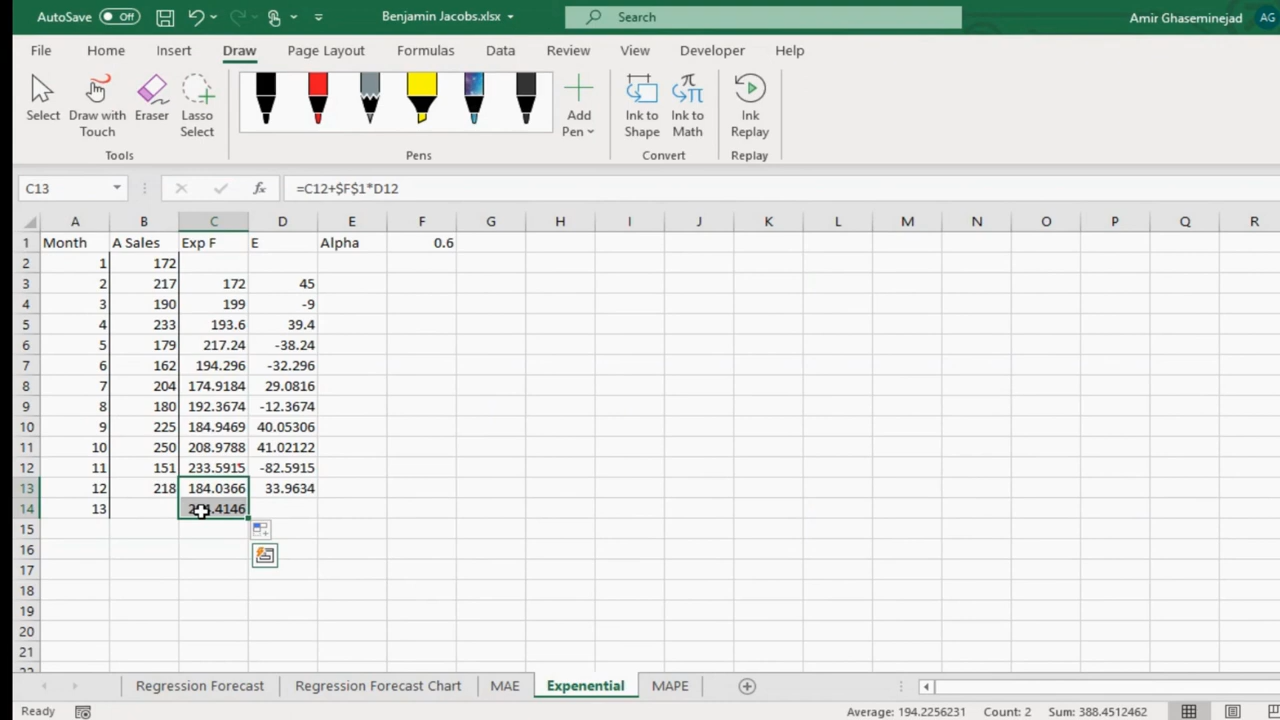 AutoSave Off Benjamin Jacobs.xlsx Search Amir Ghaseminejad AG
File Home Insert Draw Page Layout Formulas Data Review View Developer Help
Select Draw with Touch Eraser Lasso Select Add Pen Ink to Shape Ink to Math Ink Replay
Tools Pens Convert Replay
C13 fx =C12+$F$1*D12
A B C D E F G H I J K L M N O P Q R
1 Month A Sales Exp F E Alpha 0.6
2 1 172
3 2 217 172 45
4 3 190 199 -9
5 4 233 193.6 39.4
6 5 179 217.24 -38.24
7 6 162 194.296 -32.296
8 7 204 174.9184 29.0816
9 8 180 192.3674 -12.3674
10 9 225 184.9469 40.05306
11 10 250 208.9788 41.02122
12 11 151 233.5915 -82.5915
13 12 218 184.0366 33.9634
14 13
15
16
17
18
19
20
21
Regression Forecast Regression Forecast Chart MAE Expenential MAPE
Ready Average: 194.2256231 Count: 2 Sum: 388.4512462